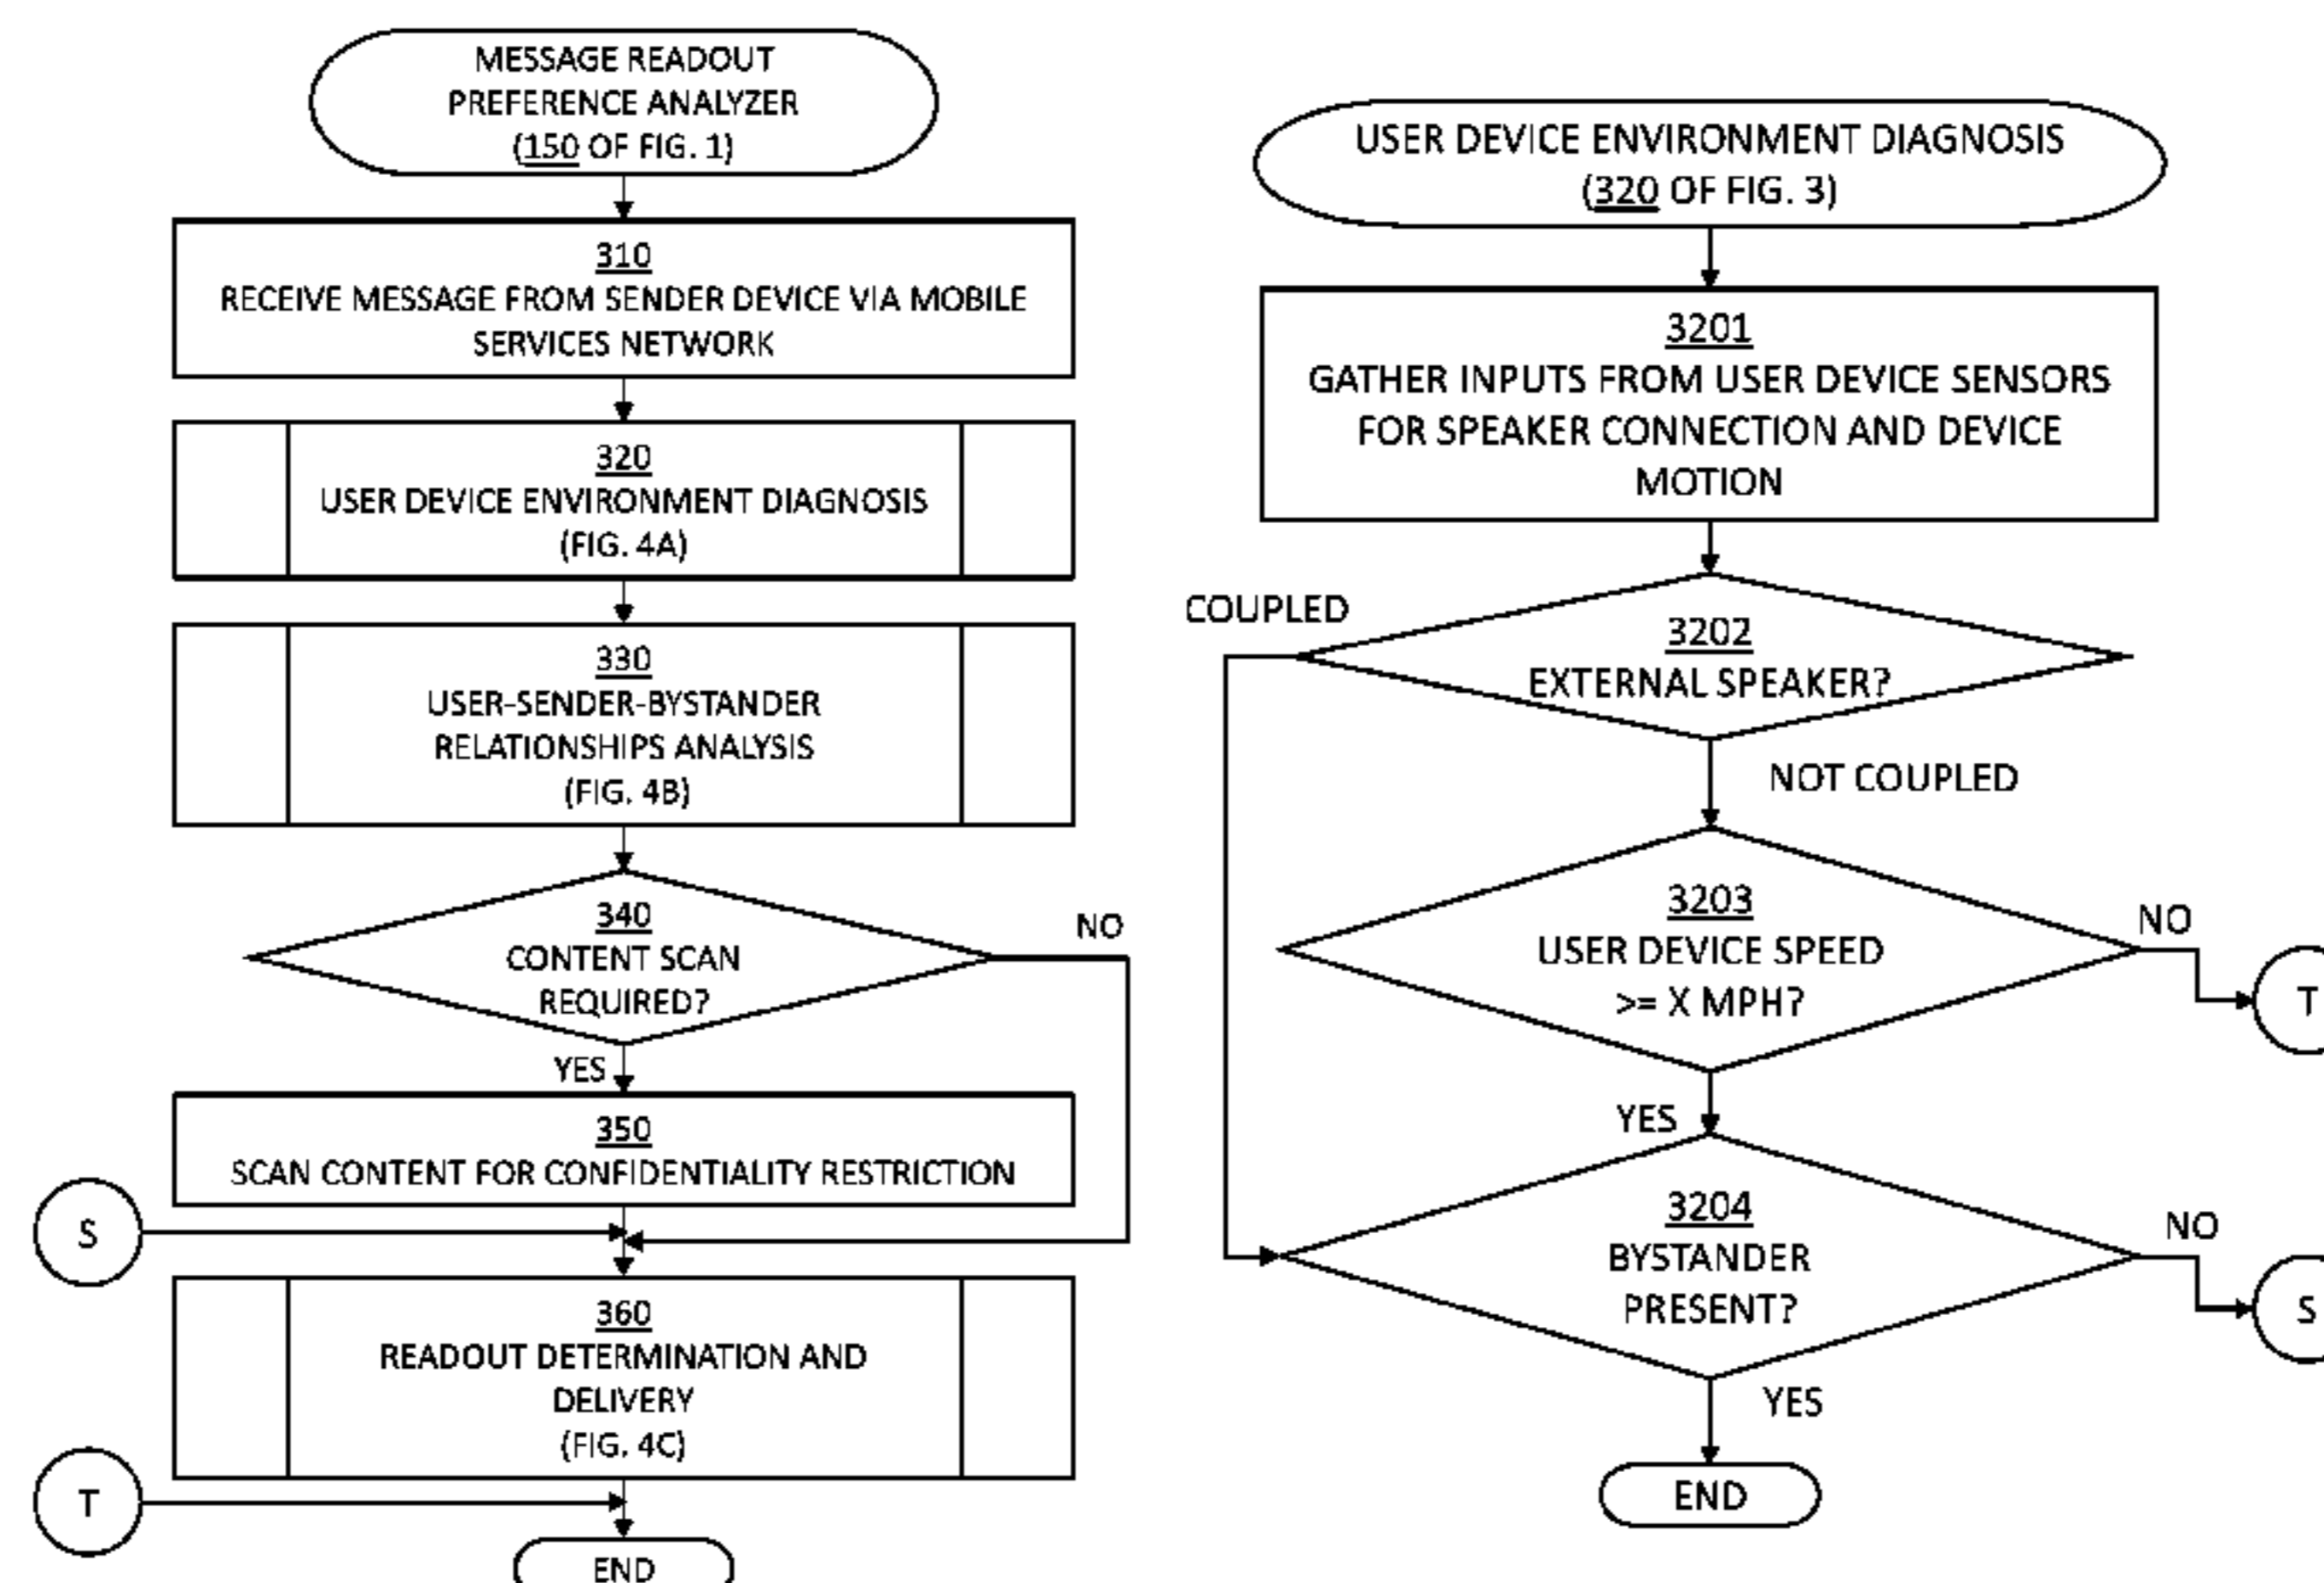 MESSAGE READOUT
PREFERENCE ANALYZER
(150 OF FIG. 1)
310
RECEIVE MESSAGE FROM SENDER DEVICE VIA MOBILE
SERVICES NETWORK
320
USER DEVICE ENVIRONMENT DIAGNOSIS
(FIG. 4A)
330
USER-SENDER-BYSTANDER
RELATIONSHIPS ANALYSIS
(FIG. 4B)
340
CONTENT SCAN
REQUIRED?
NO
YES
350
SCAN CONTENT FOR CONFIDENTIALITY RESTRICTION
S
360
READOUT DETERMINATION AND
DELIVERY
(FIG. 4C)
T
END
USER DEVICE ENVIRONMENT DIAGNOSIS
(320 OF FIG. 3)
3201
GATHER INPUTS FROM USER DEVICE SENSORS
FOR SPEAKER CONNECTION AND DEVICE
MOTION
COUPLED
3202
EXTERNAL SPEAKER?
NOT COUPLED
3203
USER DEVICE SPEED
>= X MPH?
NO
T
YES
3204
BYSTANDER
PRESENT?
NO
S
YES
END